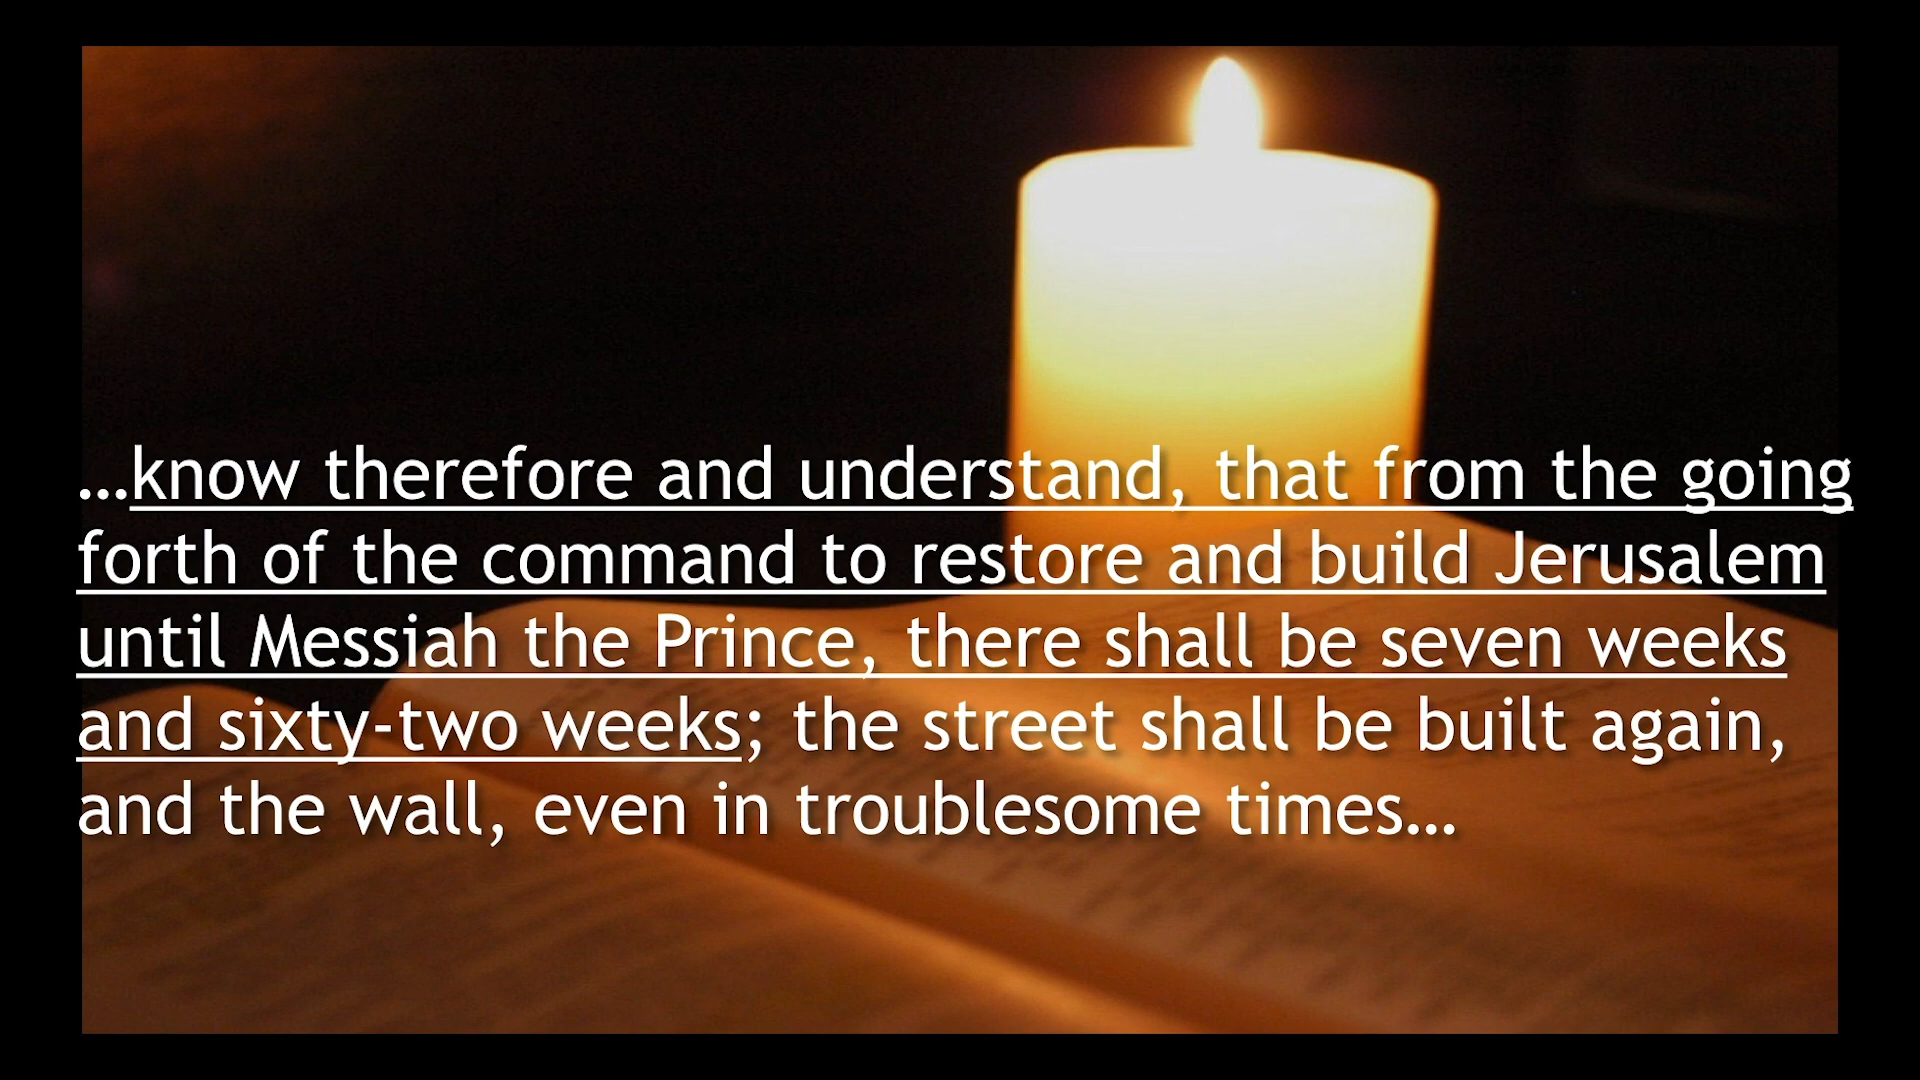 …know therefore and understand, that from the going
forth of the command to restore and build Jerusalem
until Messiah the Prince, there shall be seven weeks
and sixty-two weeks; the street shall be built again,
and the wall, even in troublesome times…